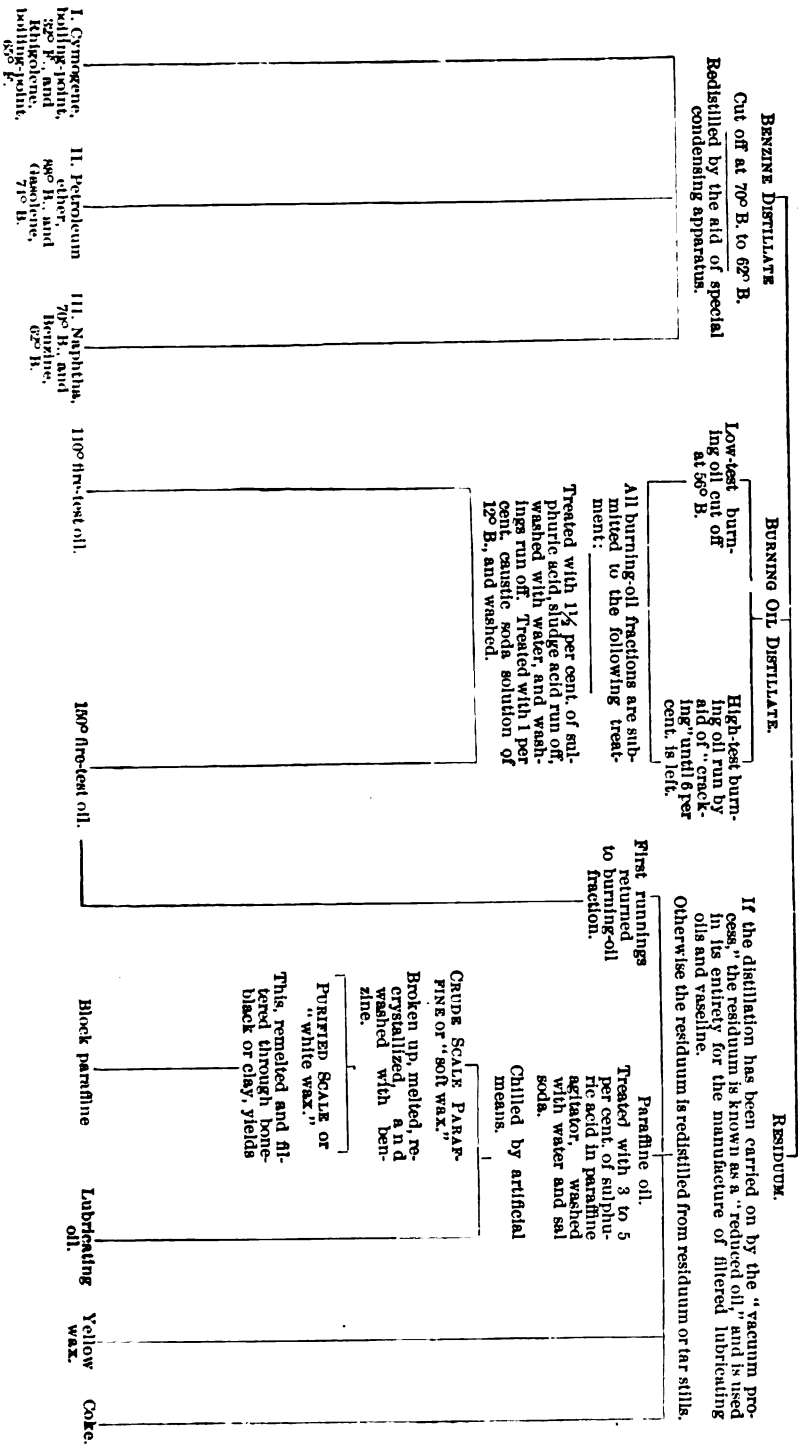 BENZINE DISTILLATE
Cut off at 70° B. to 62° B.
Redistilled by the aid of special
condensing apparatus.
I. Cymogene,
boiling-point,
32° F., and
Rhigolene,
boiling-point,
65° F.
II. Petroleum
ether,
88° B., and
Gasolene,
71° B.
III. Naphtha,
70° B., and
Benzine,
62° B.
BURNING OIL DISTILLATE.
Low-test burn-
ing oil cut off
at 56° B.
High-test burn-
ing oil run by
aid of "crack-
ing" until 6 per
cent. is left.
All burning-oil fractions are sub-
mitted to the following treat-
ment:
Treated with 1½ per cent. of sul-
phuric acid, sludge acid run off,
washed with water, and wash-
ings run off. Treated with 1 per
cent. caustic soda solution of
12° B., and washed.
110° fire-test oil.
150° fire-test oil.
RESIDUUM.
If the distillation has been carried on by the "vacuum pro-
cess," the residuum is known as a "reduced oil," and is used
in its entirety for the manufacture of filtered lubricating
oils and vaseline.
Otherwise the residuum is redistilled from residuum or tar stills.
First runnings
returned
to burning-oil
fraction.
Paraffine oil.
Treated with 3 to 5
per cent. of sulphu-
ric acid in paraffine
agitator, washed
with water and sal
soda.
Chilled by artificial
means.
CRUDE SCALE PARAF-
FINE or "soft wax."
Broken up, melted, re-
crystallized, and
washed with ben-
zine.
PURIFIED SCALE or
"white wax."
This, remelted and fil-
tered through bone-
black or clay, yields
Block paraffine
Lubricating
oil.
Yellow
wax.
Coke.